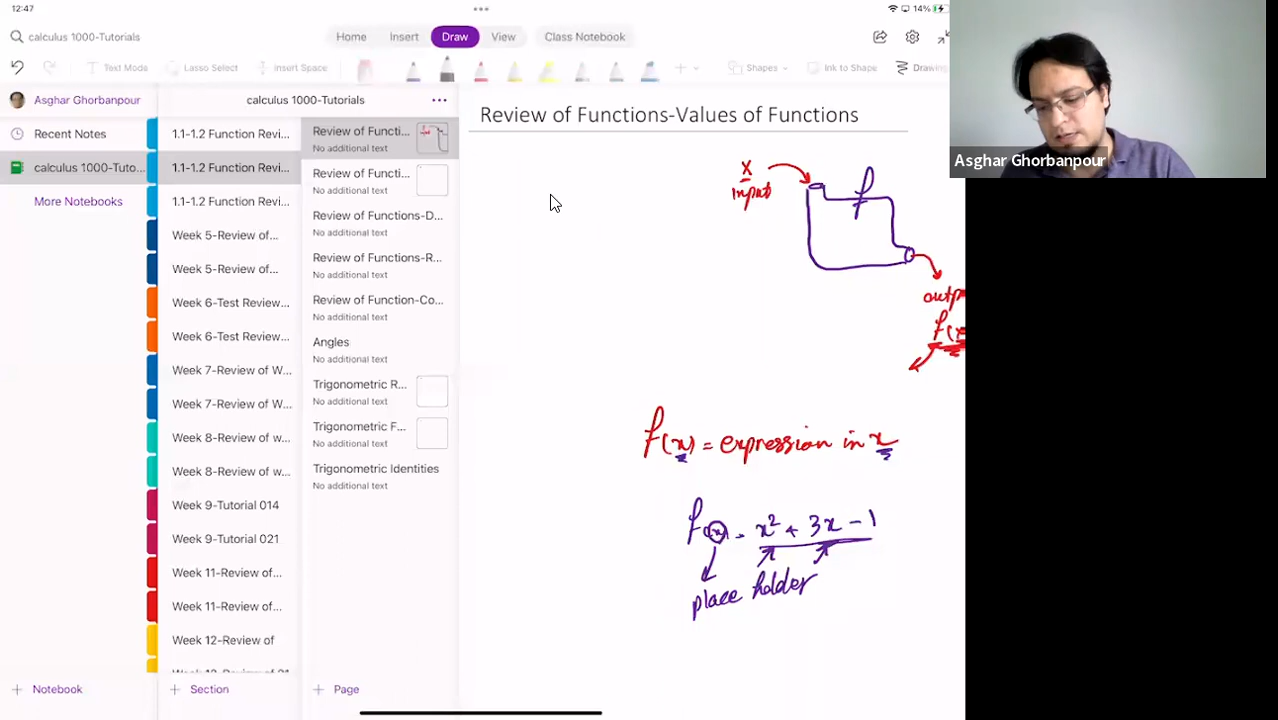 12:47
14%
calculus 1000-Tutorials
Home
Insert
Draw
View
Class Notebook
Text Mode
Lasso Select
Insert Space
Shapes
Ink to Shape
Drawing
Asghar Ghorbanpour
Recent Notes
calculus 1000-Tuto...
More Notebooks
Notebook
calculus 1000-Tutorials
1.1-1.2 Function Revi...
1.1-1.2 Function Revi...
1.1-1.2 Function Revi...
Week 5-Review of...
Week 5-Review of...
Week 6-Test Review...
Week 6-Test Review...
Week 7-Review of W...
Week 7-Review of W...
Week 8-Review of w...
Week 8-Review of w...
Week 9-Tutorial 014
Week 9-Tutorial 021
Week 11-Review of...
Week 11-Review of...
Week 12-Review of
Section
Review of Functi...
No additional text
Review of Functi...
No additional text
Review of Functions-D...
No additional text
Review of Functions-R...
No additional text
Review of Function-Co...
No additional text
Angles
No additional text
Trigonometric R...
No additional text
Trigonometric F...
No additional text
Trigonometric Identities
No additional text
Page
Review of Functions-Values of Functions
x
input
f
outp
f(x
f(x) = expression in x
f(x) = x² + 3x - 1
place holder
Asghar Ghorbanpour